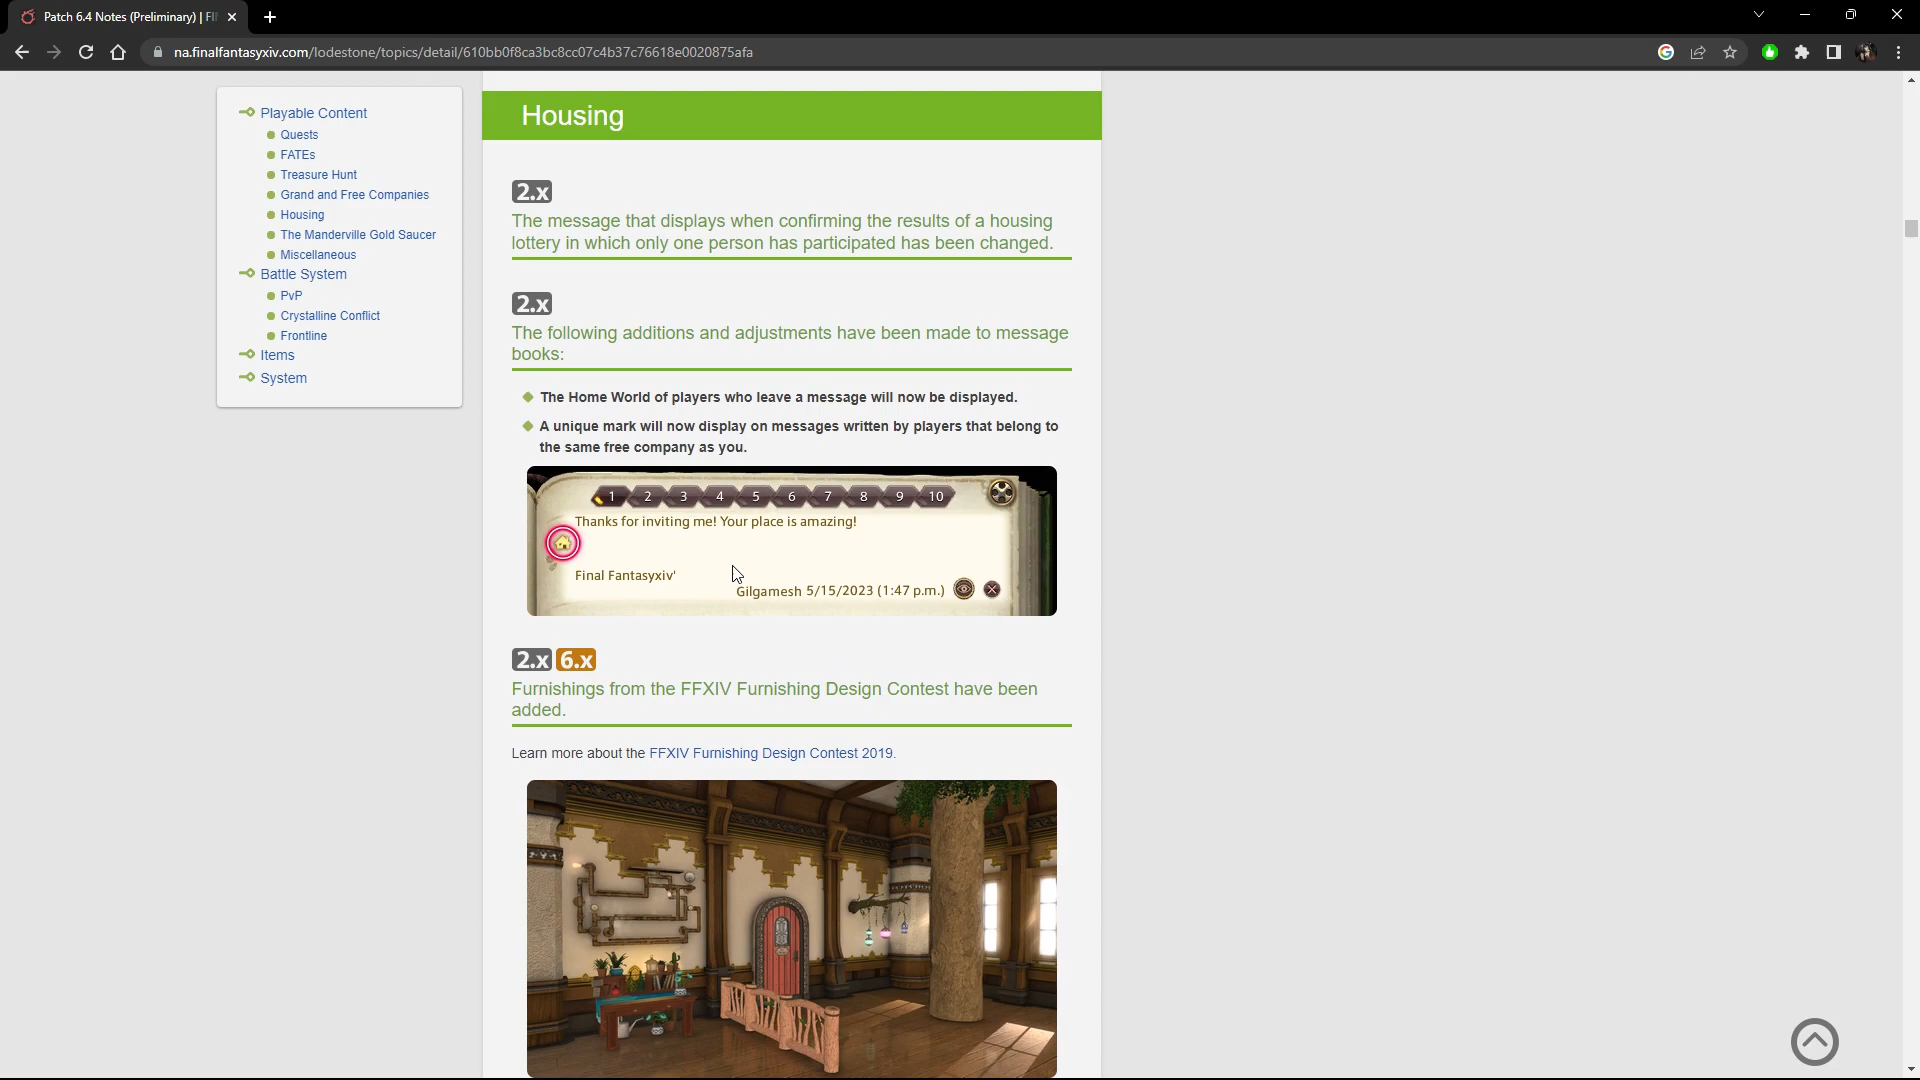 Patch 6.4 Notes (Preliminary) | FI
na.finalfantasyxiv.com/lodestone/topics/detail/610bb0f8ca3bc8cc07c4b37c76618e0020875afa
Playable Content
Quests
FATEs
Treasure Hunt
Grand and Free Companies
Housing
The Manderville Gold Saucer
Miscellaneous
Battle System
PvP
Crystalline Conflict
Frontline
Items
System
Housing
2.x
The message that displays when confirming the results of a housing
lottery in which only one person has participated has been changed.
2.x
The following additions and adjustments have been made to message
books:
The Home World of players who leave a message will now be displayed.
A unique mark will now display on messages written by players that belong to
the same free company as you.
1 2 3 4 5 6 7 8 9 10
Thanks for inviting me! Your place is amazing!
Final Fantasyxiv'
Gilgamesh 5/15/2023 (1:47 p.m.)
2.x 6.x
Furnishings from the FFXIV Furnishing Design Contest have been
added.
Learn more about the FFXIV Furnishing Design Contest 2019.